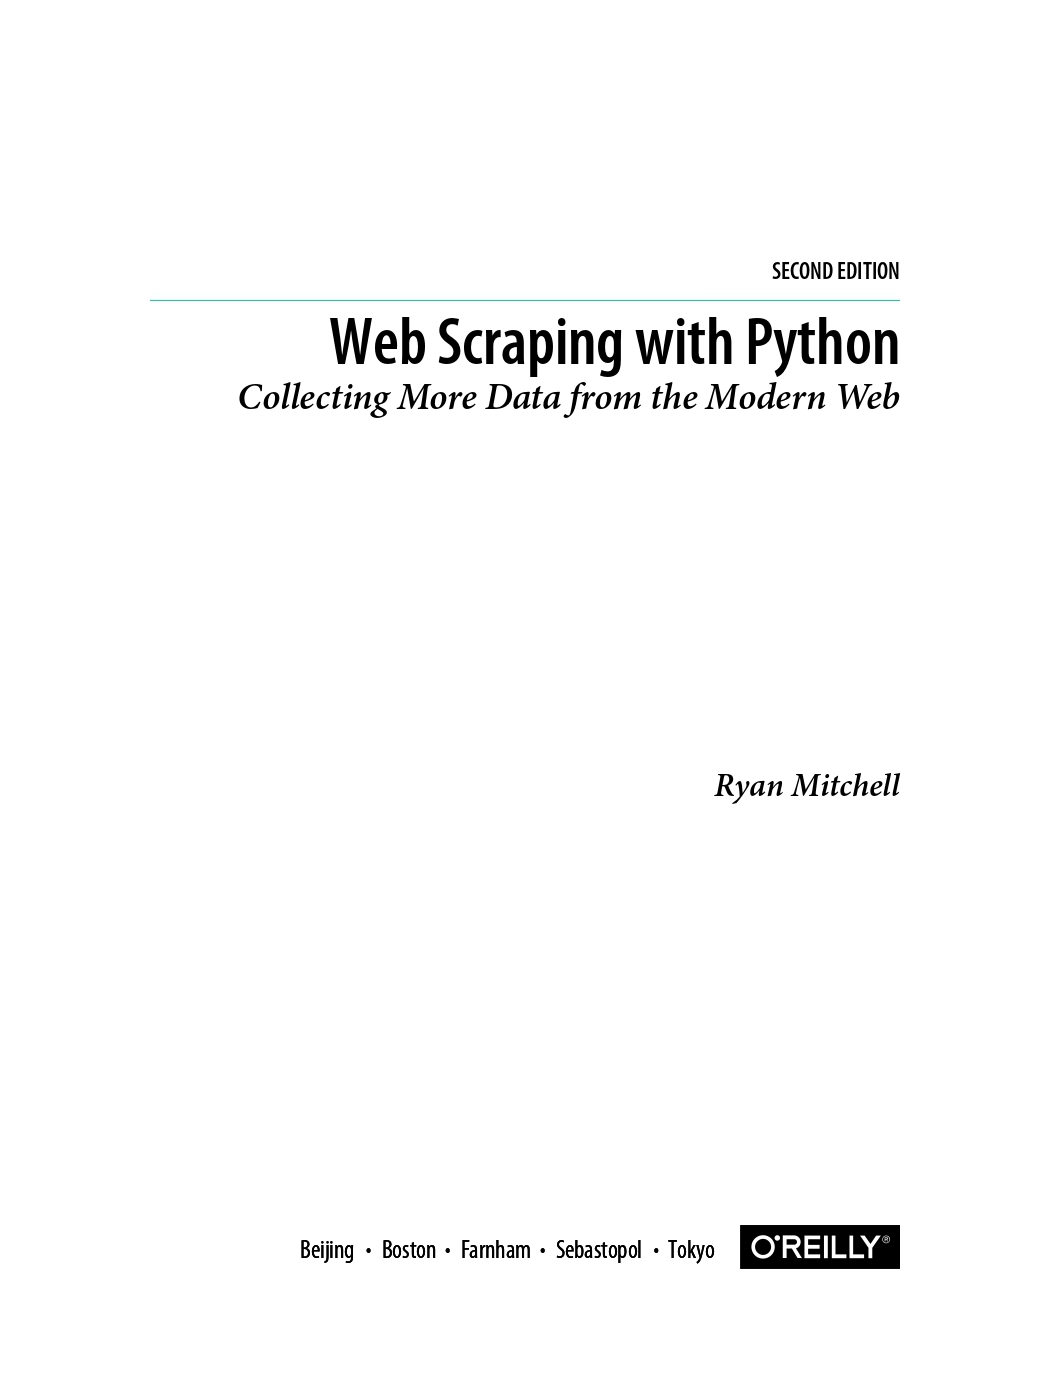 SECOND EDITION
Web Scraping with Python
Collecting More Data from the Modern Web
Ryan Mitchell
Beijing • Boston • Farnham • Sebastopol • Tokyo O'REILLY®